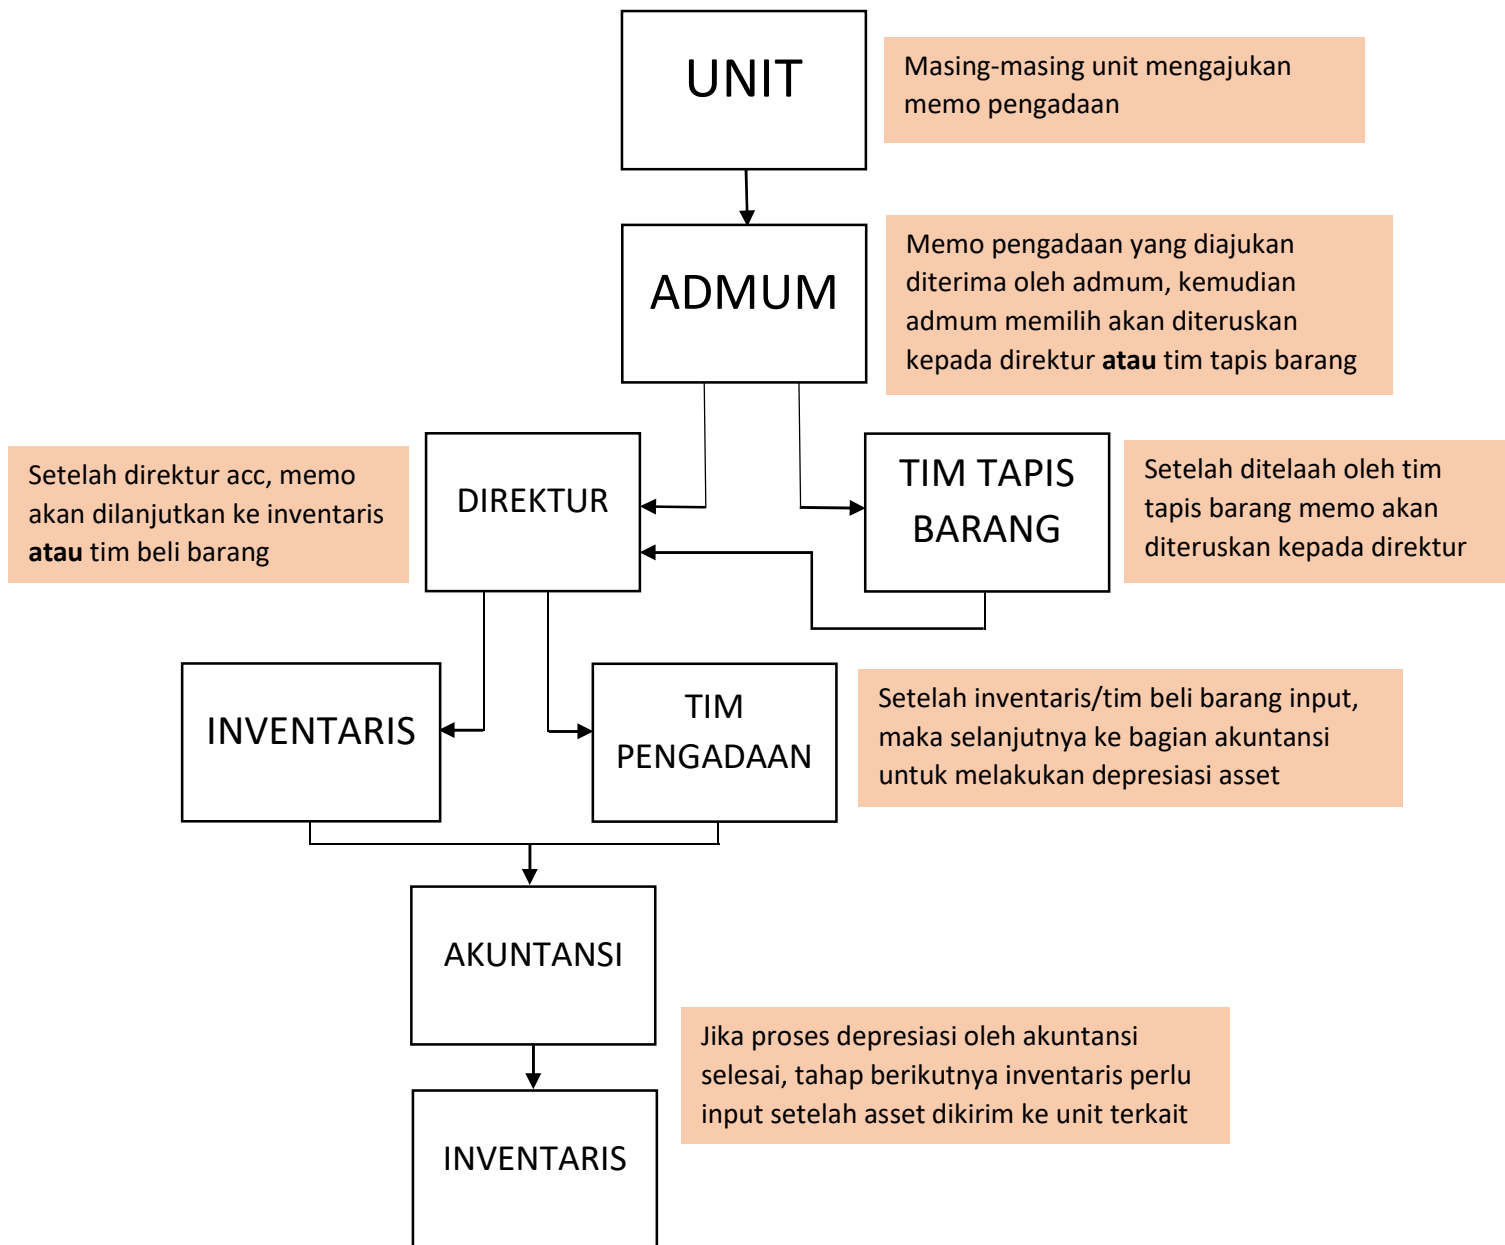 UNIT
Masing-masing unit mengajukan
memo pengadaan
ADMUM
Memo pengadaan yang diajukan
diterima oleh admum, kemudian
admum memilih akan diteruskan
kepada direktur atau tim tapis barang
Setelah direktur acc, memo
akan dilanjutkan ke inventaris
atau tim beli barang
DIREKTUR
TIM TAPIS
BARANG
Setelah ditelaah oleh tim
tapis barang memo akan
diteruskan kepada direktur
INVENTARIS
TIM
PENGADAAN
Setelah inventaris/tim beli barang input,
maka selanjutnya ke bagian akuntansi
untuk melakukan depresiasi asset
AKUNTANSI
Jika proses depresiasi oleh akuntansi
selesai, tahap berikutnya inventaris perlu
input setelah asset dikirim ke unit terkait
INVENTARIS